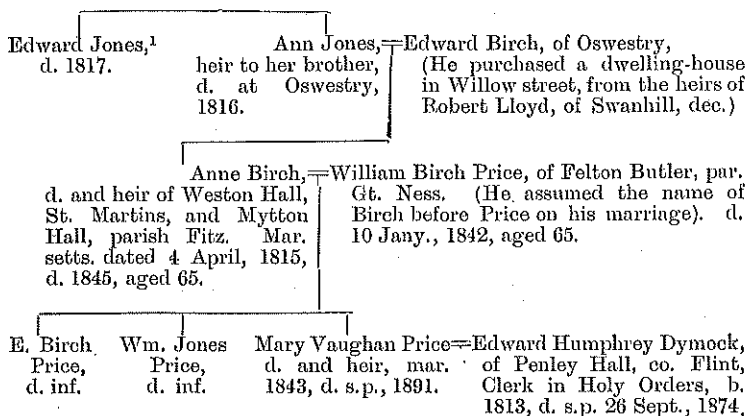 Edward Jones,¹
d. 1817.
Ann Jones,
heir to her brother,
d. at Oswestry,
1816.
Edward Birch, of Oswestry,
(He purchased a dwelling-house
in Willow street, from the heirs of
Robert Lloyd, of Swanhill, dec.)
Anne Birch,
d. and heir of Weston Hall,
St. Martins, and Mytton
Hall, parish Fitz. Mar.
setts. dated 4 April, 1815,
d. 1845, aged 65.
William Birch Price, of Felton Butler, par.
Gt. Ness. (He assumed the name of
Birch before Price on his marriage). d.
10 Jany., 1842, aged 65.
E. Birch
Price,
d. inf.
Wm. Jones
Price,
d. inf.
Mary Vaughan Price
d. and heir, mar.
1843, d. s.p., 1891.
Edward Humphrey Dymock,
of Penley Hall, co. Flint,
Clerk in Holy Orders, b.
1813, d. s.p. 26 Sept., 1874.